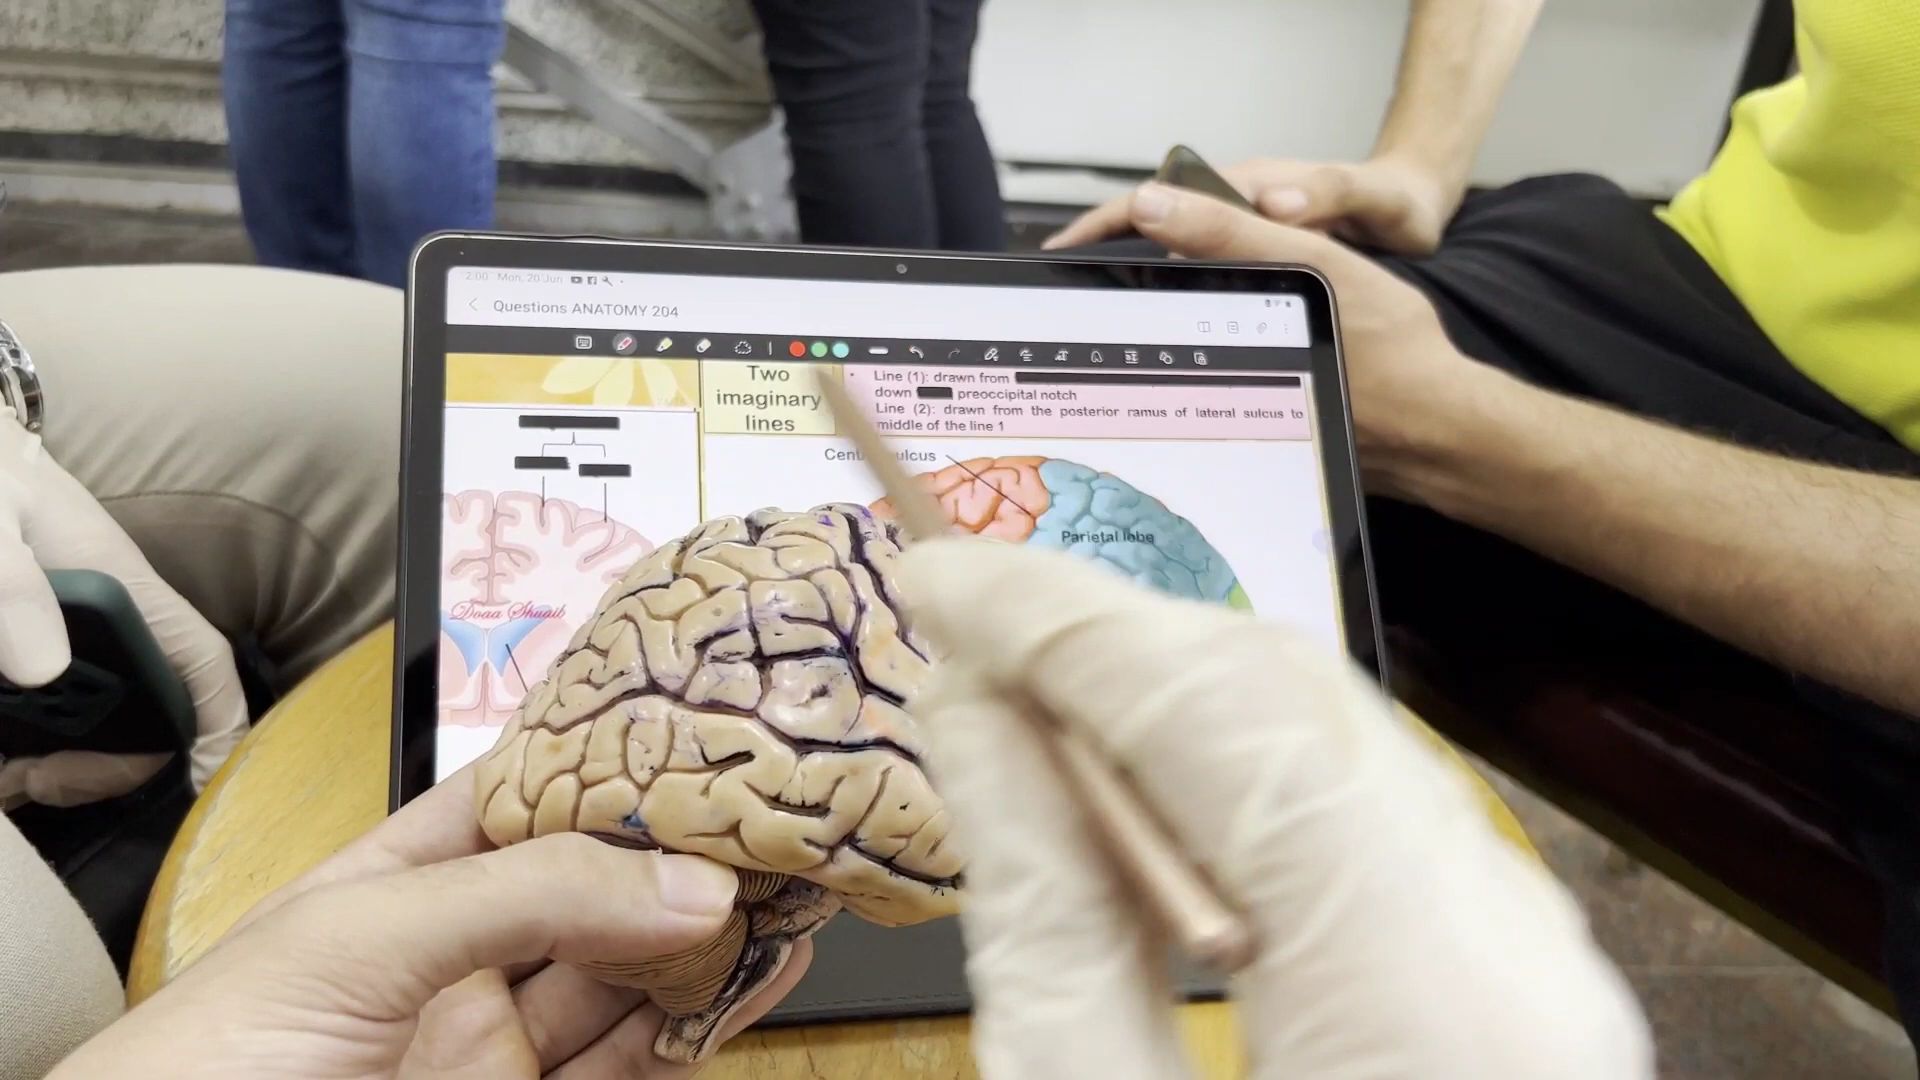 2:00 Mon, 20 Jun
Questions ANATOMY 204
Two
imaginary
lines
Line (1): drawn from
down preoccipital notch
Line (2): drawn from the posterior ramus of lateral sulcus to
middle of the line 1
ulcus
Parietal lobe
Doaa Shuaib